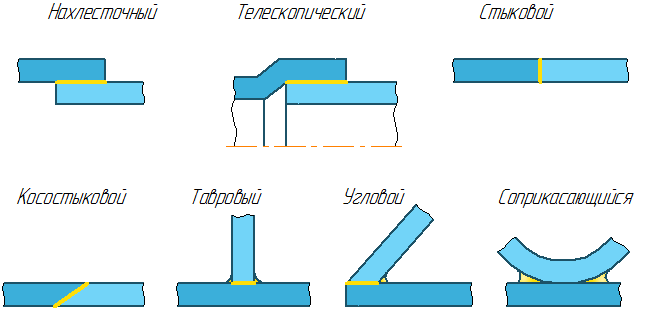 Нахлесточный
Телескопический
Стыковой
Косостыковой
Тавровый
Угловой
Соприкасающийся